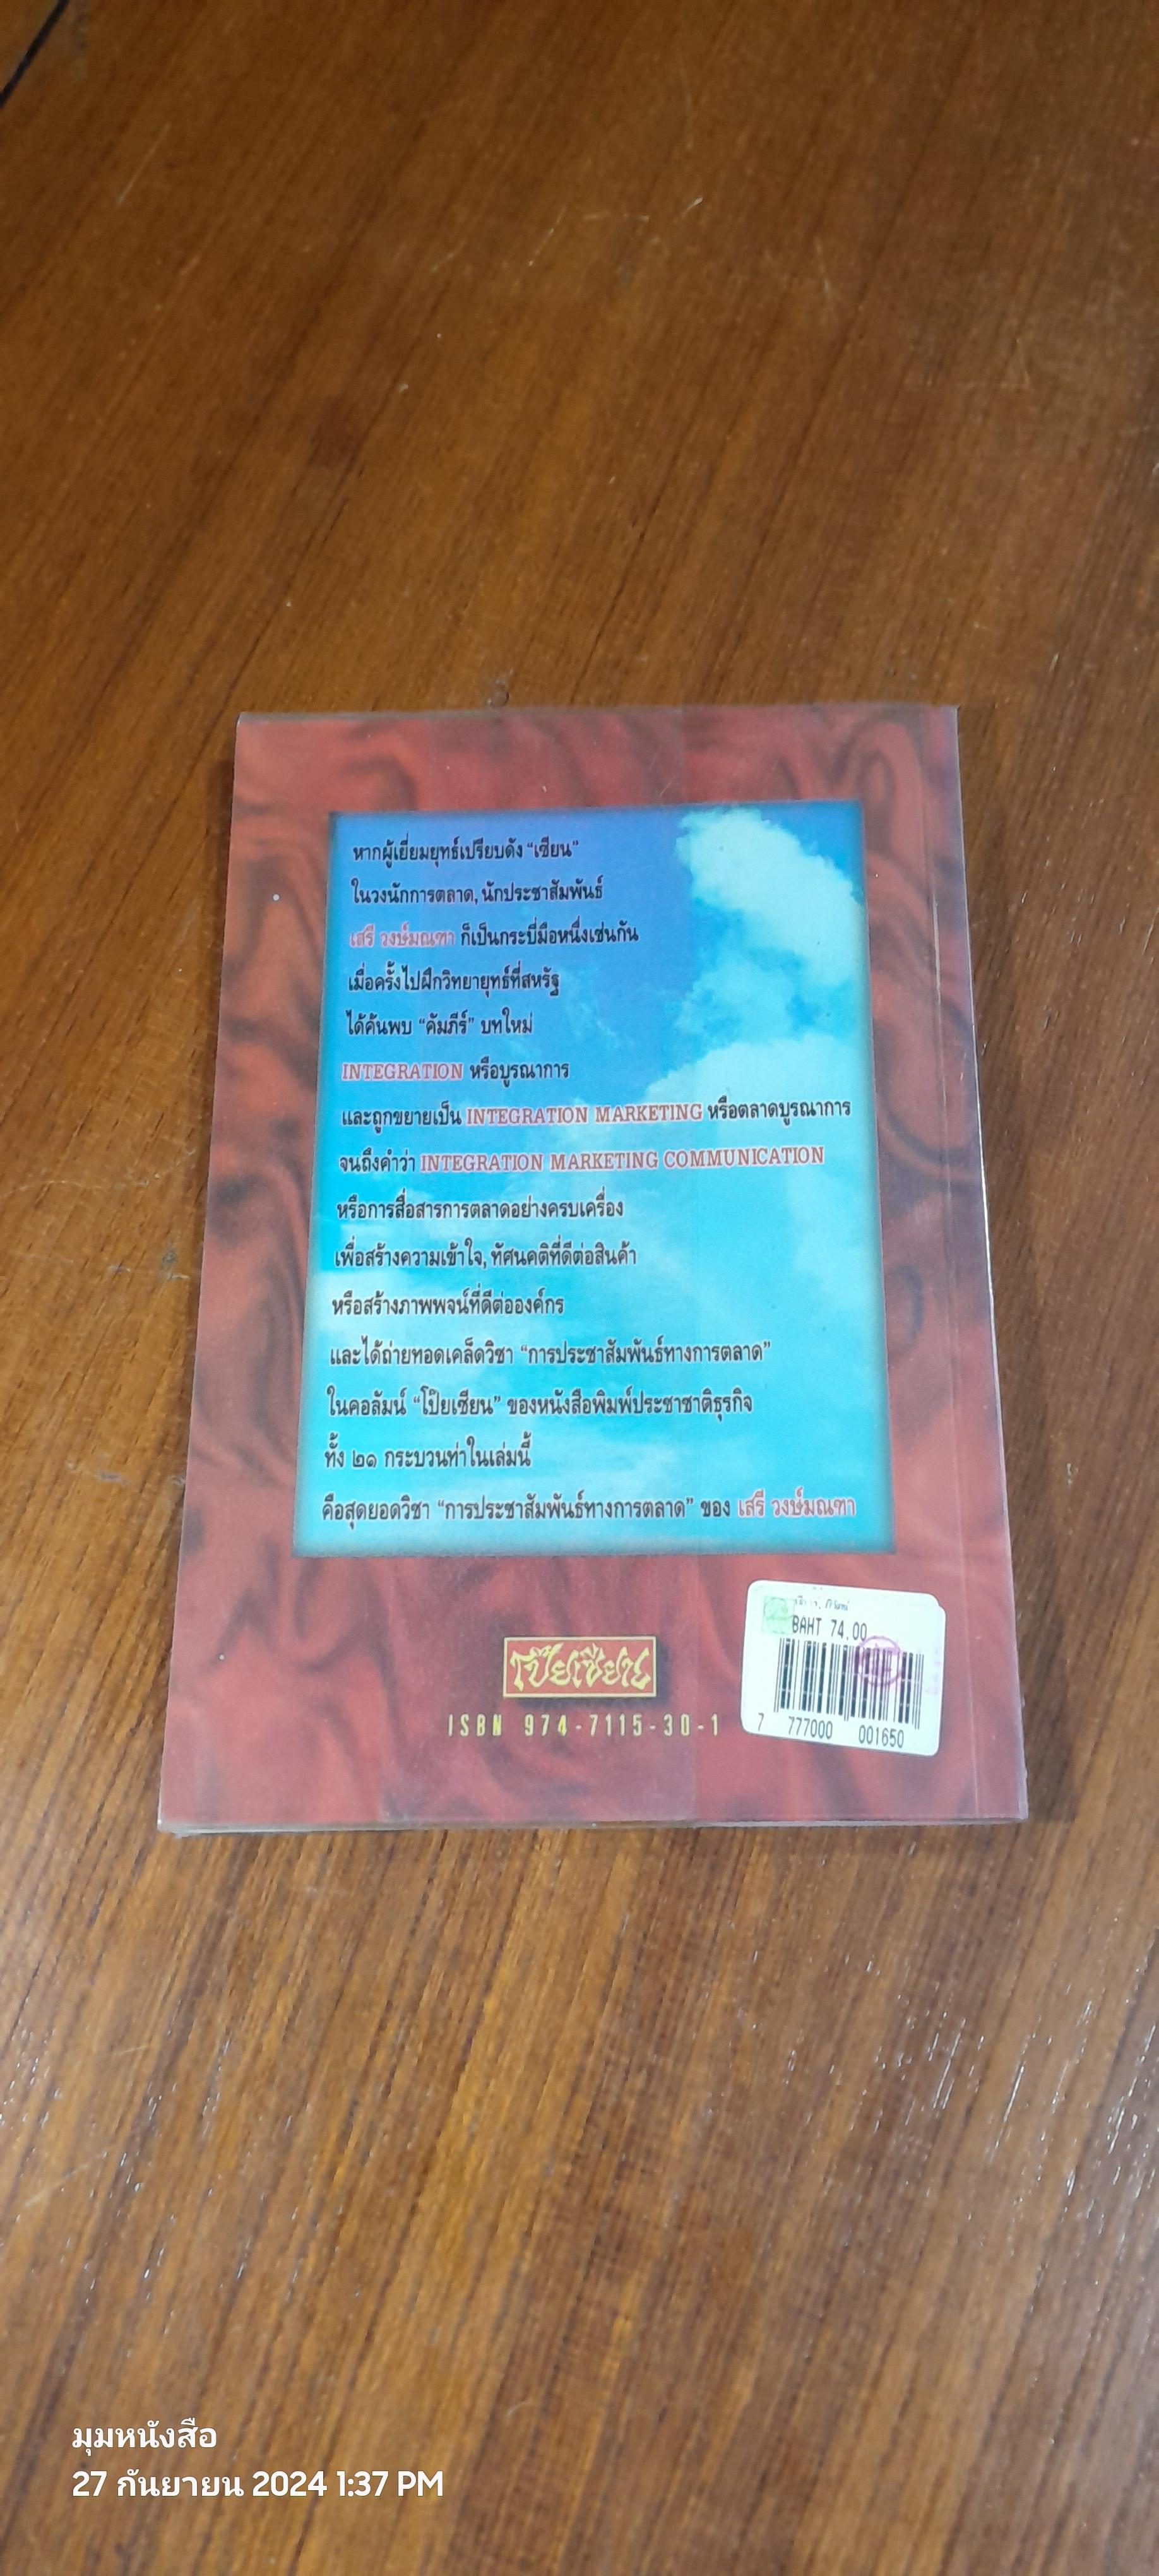 หากผู้เยี่ยมยุทธ์เปรียบดัง “เซียน”
ในวงนักการตลาด, นักประชาสัมพันธ์
เสรี วงษ์มณฑา ก็เป็นกระบี่มือหนึ่งเช่นกัน
เมื่อครั้งไปฝึกวิทยายุทธ์ที่สหรัฐ
ได้ค้นพบ “คัมภีร์” บทใหม่
INTEGRATION หรือบูรณาการ
และถูกขยายเป็น INTEGRATION MARKETING หรือตลาดบูรณาการ
จนถึงคำว่า INTEGRATION MARKETING COMMUNICATION
หรือการสื่อสารการตลาดอย่างครบเครื่อง
เพื่อสร้างความเข้าใจ, ทัศนคติที่ดีต่อสินค้า
หรือสร้างภาพพจน์ที่ดีต่อองค์กร
และได้ถ่ายทอดเคล็ดวิชา “การประชาสัมพันธ์ทางการตลาด”
ในคอลัมน์ “โป๊ยเซียน” ของหนังสือพิมพ์ประชาชาติธุรกิจ
ทั้ง ๒๑ กระบวนท่าในเล่มนี้
คือสุดยอดวิชา “การประชาสัมพันธ์ทางการตลาด” ของ เสรี วงษ์มณฑา
BAHT 74.00
7 777000 001650
โป๊ยเซียน
ISBN 974-7115-30-1
มุมหนังสือ
27 กันยายน 2024 1:37 PM